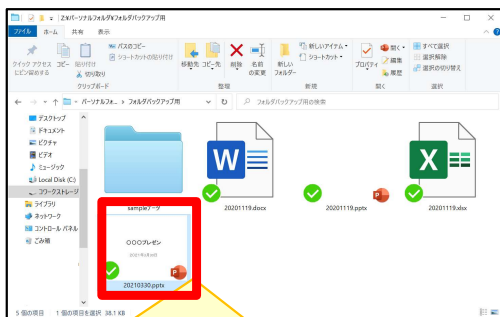 Z:¥パーソナルフォルダ¥フォルダバックアップ用
ファイル ホーム 共有 表示
クイック アクセスにピン留めする
コピー
貼り付け
パスのコピー
ショートカットの貼り付け
切り取り
移動先
コピー先
削除
名前の変更
新しいフォルダー
新しいアイテム
ショートカット
プロパティ
開く
編集
履歴
すべて選択
選択解除
選択の切り替え
クリップボード 整理 新規 開く 選択
パーソナルフォ... › フォルダバックアップ用
フォルダバックアップ用の検索
デスクトップ
ドキュメント
ピクチャ
ビデオ
ミュージック
Local Disk (C:)
コワークストレージ
ライブラリ
ネットワーク
コントロール パネル
ごみ箱
sampleデータ
20201119.docx
20201119.pptx
20201119.xlsx
〇〇〇プレゼン
20210330.pptx
5 個の項目 1 個の項目を選択 38.1 KB